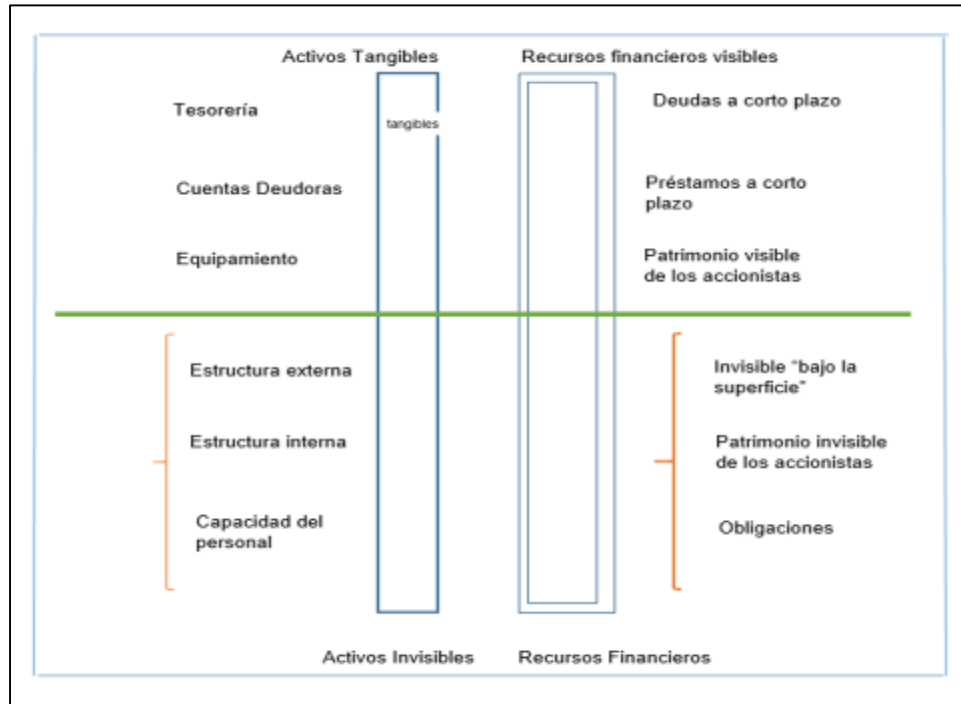 Activos Tangibles
Recursos financieros visibles
Tesorería
tangibles
Deudas a corto plazo
Cuentas Deudoras
Préstamos a corto
plazo
Equipamiento
Patrimonio visible
de los accionistas
Estructura externa
Invisible “bajo la
superficie”
Estructura interna
Patrimonio invisible
de los accionistas
Capacidad del
personal
Obligaciones
Activos Invisibles
Recursos Financieros